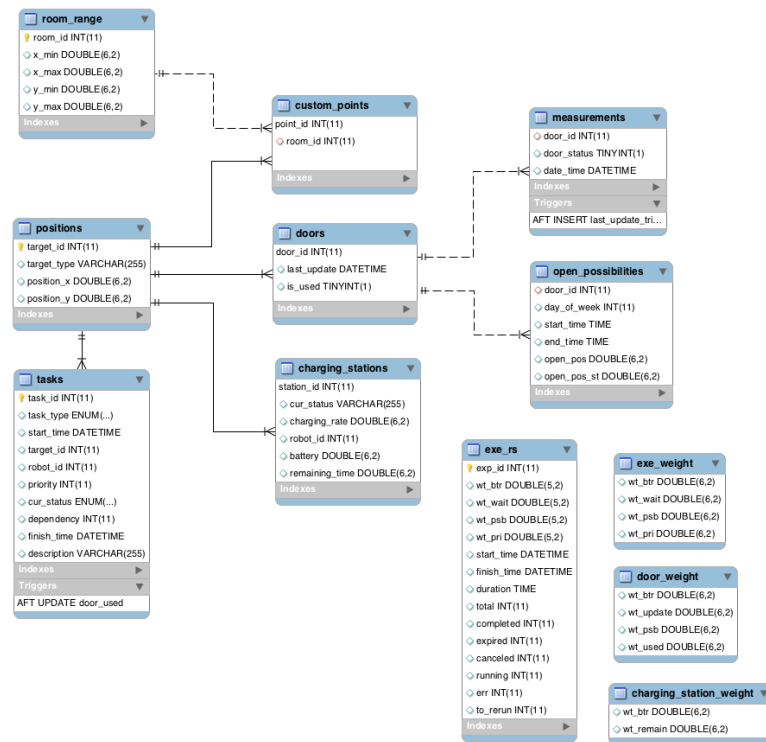 room_range
room_id INT(11)
x_min DOUBLE(6,2)
x_max DOUBLE(6,2)
y_min DOUBLE(6,2)
y_max DOUBLE(6,2)
Indexes
custom_points
point_id INT(11)
room_id INT(11)
Indexes
measurements
door_id INT(11)
door_status TINYINT(1)
date_time DATETIME
Indexes
Triggers
AFT INSERT last_update_tri...
positions
target_id INT(11)
target_type VARCHAR(255)
position_x DOUBLE(6,2)
position_y DOUBLE(6,2)
Indexes
doors
door_id INT(11)
last_update DATETIME
is_used TINYINT(1)
Indexes
open_possibilities
door_id INT(11)
day_of_week INT(11)
start_time TIME
end_time TIME
open_pos DOUBLE(6,2)
open_pos_st DOUBLE(6,2)
Indexes
tasks
task_id INT(11)
task_type ENUM(...)
start_time DATETIME
target_id INT(11)
robot_id INT(11)
priority INT(11)
cur_status ENUM(...)
dependency INT(11)
finish_time DATETIME
description VARCHAR(255)
Indexes
Triggers
AFT UPDATE door_used
charging_stations
station_id INT(11)
cur_status VARCHAR(255)
charging_rate DOUBLE(6,2)
robot_id INT(11)
battery DOUBLE(6,2)
remaining_time DOUBLE(6,2)
Indexes
exe_rs
exp_id INT(11)
wt_btr DOUBLE(5,2)
wt_wait DOUBLE(5,2)
wt_psb DOUBLE(5,2)
wt_pri DOUBLE(5,2)
start_time DATETIME
finish_time DATETIME
duration TIME
total INT(11)
completed INT(11)
expired INT(11)
canceled INT(11)
running INT(11)
err INT(11)
to_rerun INT(11)
Indexes
exe_weight
wt_btr DOUBLE(6,2)
wt_wait DOUBLE(6,2)
wt_psb DOUBLE(6,2)
wt_pri DOUBLE(6,2)
door_weight
wt_btr DOUBLE(6,2)
wt_update DOUBLE(6,2)
wt_psb DOUBLE(6,2)
wt_used DOUBLE(6,2)
charging_station_weight
wt_btr DOUBLE(6,2)
wt_remain DOUBLE(6,2)